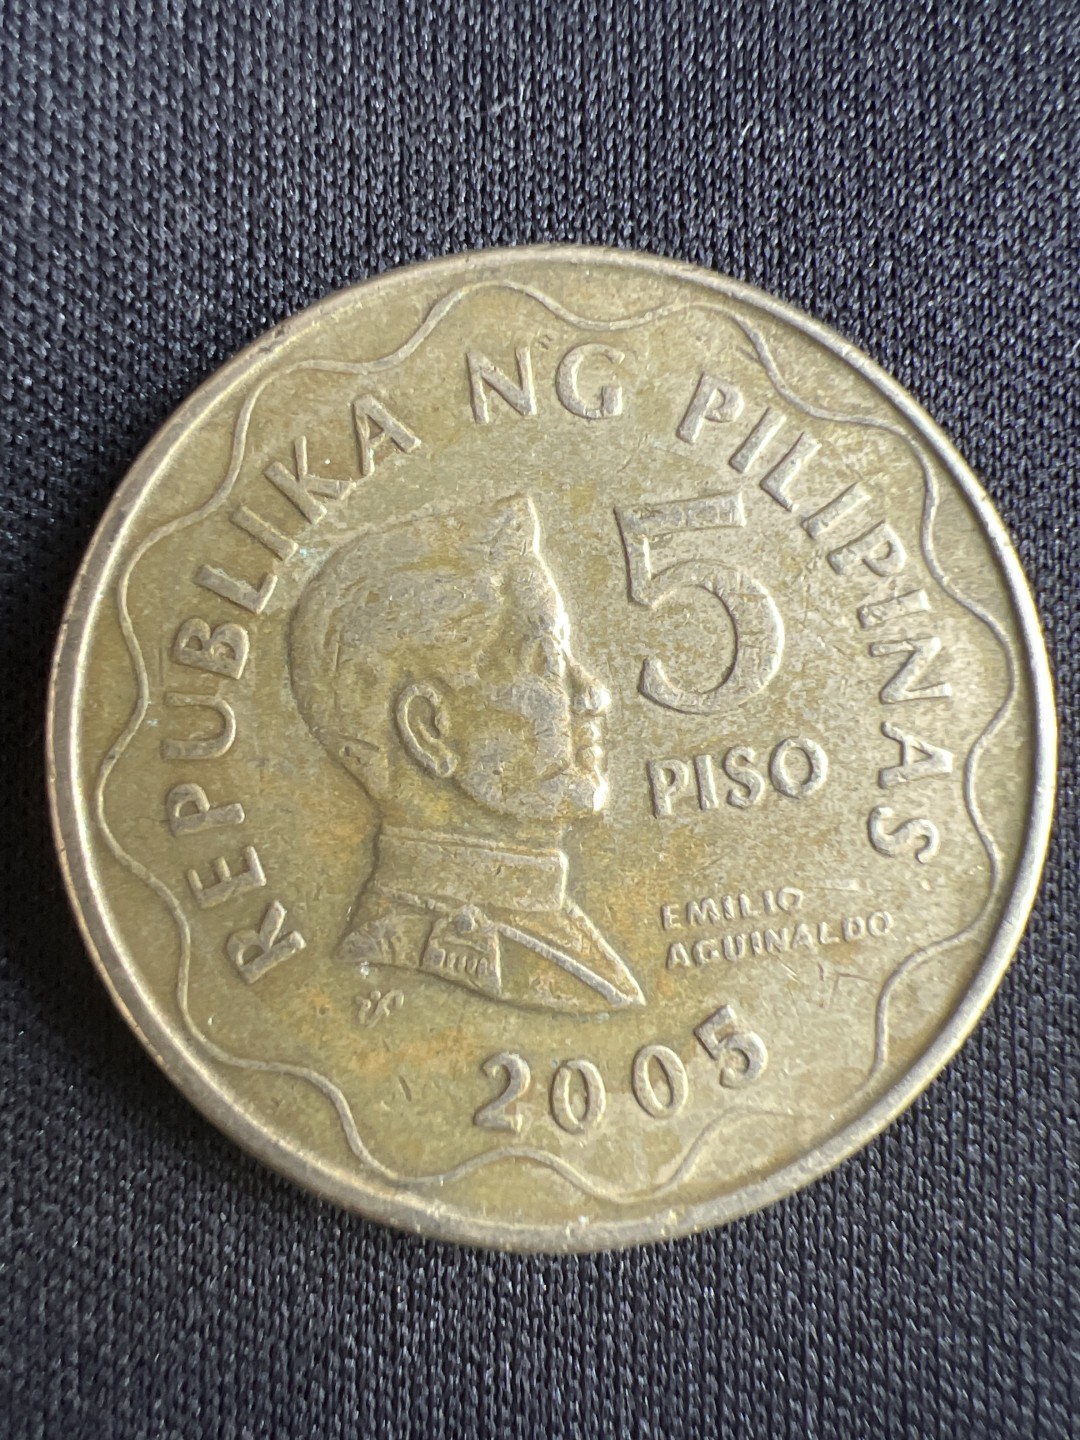 REPUBLIKA NG PILIPINAS
5
PISO
EMILIO
AGUINALDO
2005